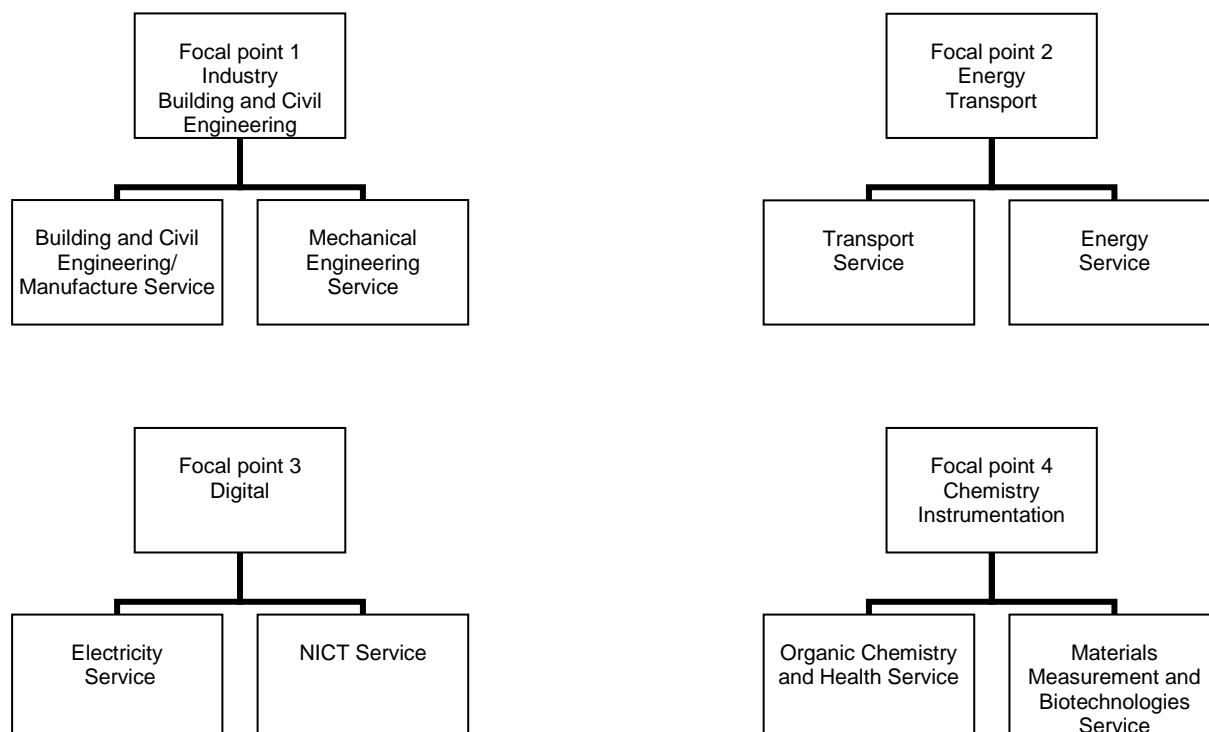 Focal point 1
Industry
Building and Civil
Engineering
Focal point 2
Energy
Transport
Building and Civil
Engineering/
Manufacture Service
Mechanical
Engineering
Service
Transport
Service
Energy
Service
Focal point 3
Digital
Focal point 4
Chemistry
Instrumentation
Electricity
Service
NICT Service
Organic Chemistry
and Health Service
Materials
Measurement and
Biotechnologies
Service